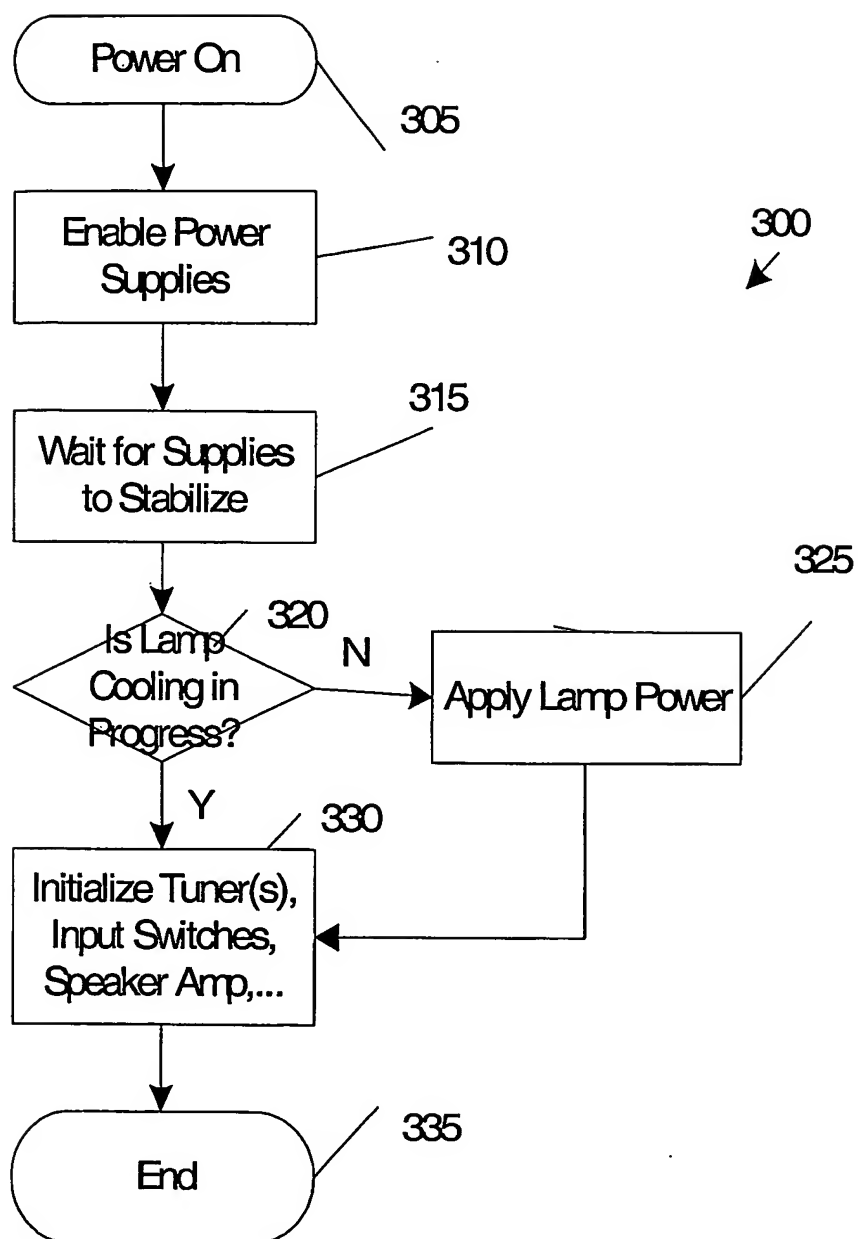 Power On
305
Enable Power
Supplies
310
300
315
Wait for Supplies
to Stabilize
325
320
Is Lamp
Cooling in
Progress?
N
Apply Lamp Power
Y
330
Initialize Tuner(s),
Input Switches,
Speaker Amp,...
335
End